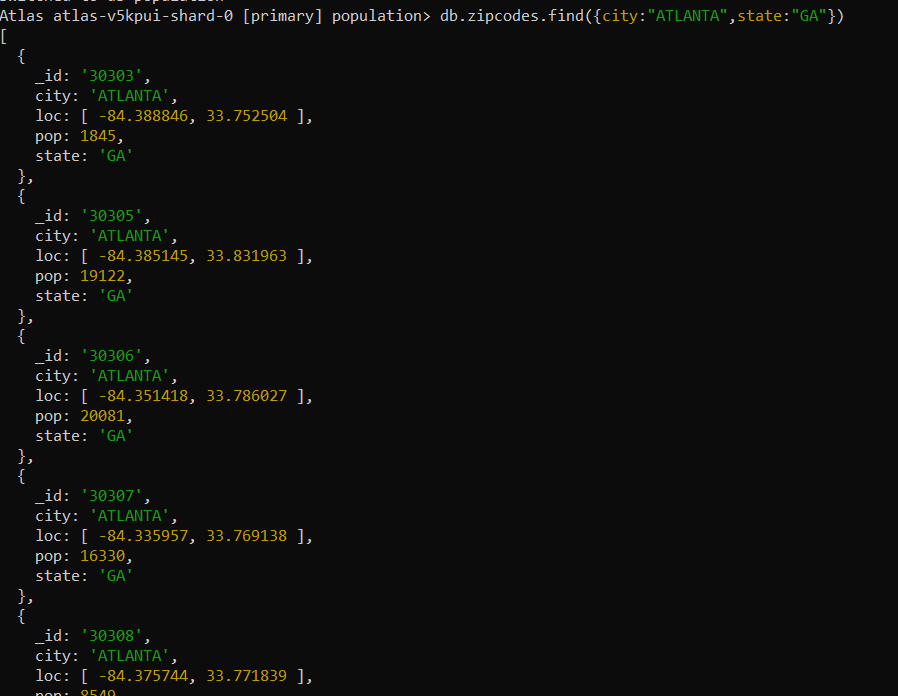 Atlas atlas-v5kpui-shard-0 [primary] population> db.zipcodes.find({city:"ATLANTA",state:"GA"})
[
  {
    _id: '30303',
    city: 'ATLANTA',
    loc: [ -84.388846, 33.752504 ],
    pop: 1845,
    state: 'GA'
  },
  {
    _id: '30305',
    city: 'ATLANTA',
    loc: [ -84.385145, 33.831963 ],
    pop: 19122,
    state: 'GA'
  },
  {
    _id: '30306',
    city: 'ATLANTA',
    loc: [ -84.351418, 33.786027 ],
    pop: 20081,
    state: 'GA'
  },
  {
    _id: '30307',
    city: 'ATLANTA',
    loc: [ -84.335957, 33.769138 ],
    pop: 16330,
    state: 'GA'
  },
  {
    _id: '30308',
    city: 'ATLANTA',
    loc: [ -84.375744, 33.771839 ],
    pop: 8549